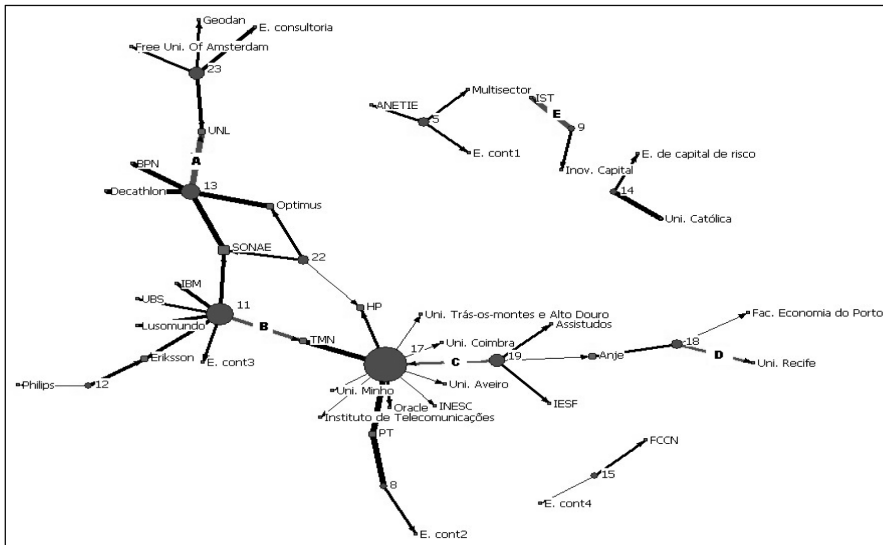 Geodan
E. consultoria
Free Uni. Of Amsterdam
23
Multisector
IST
ANETIE
E
5
9
UNL
E. cont1
E. de capital de risco
A
BPN
Inov. Capital
13
14
Decathlon
Optimus
Uni. Católica
SONAE
22
IBM
UBS
11
HP
Uni. Trás-os-montes e Alto Douro
Fac. Economia do Porto
Lusomundo
B
Assistudos
TMN
Uni. Coimbra
18
17
C
19
Anje
D
Eriksson
E. cont3
Uni. Recife
Philips
12
Uni. Minho
Uni. Aveiro
Oracle
INESC
IESF
Instituto de Telecomunicações
PT
FCCN
15
8
E. cont4
E. cont2